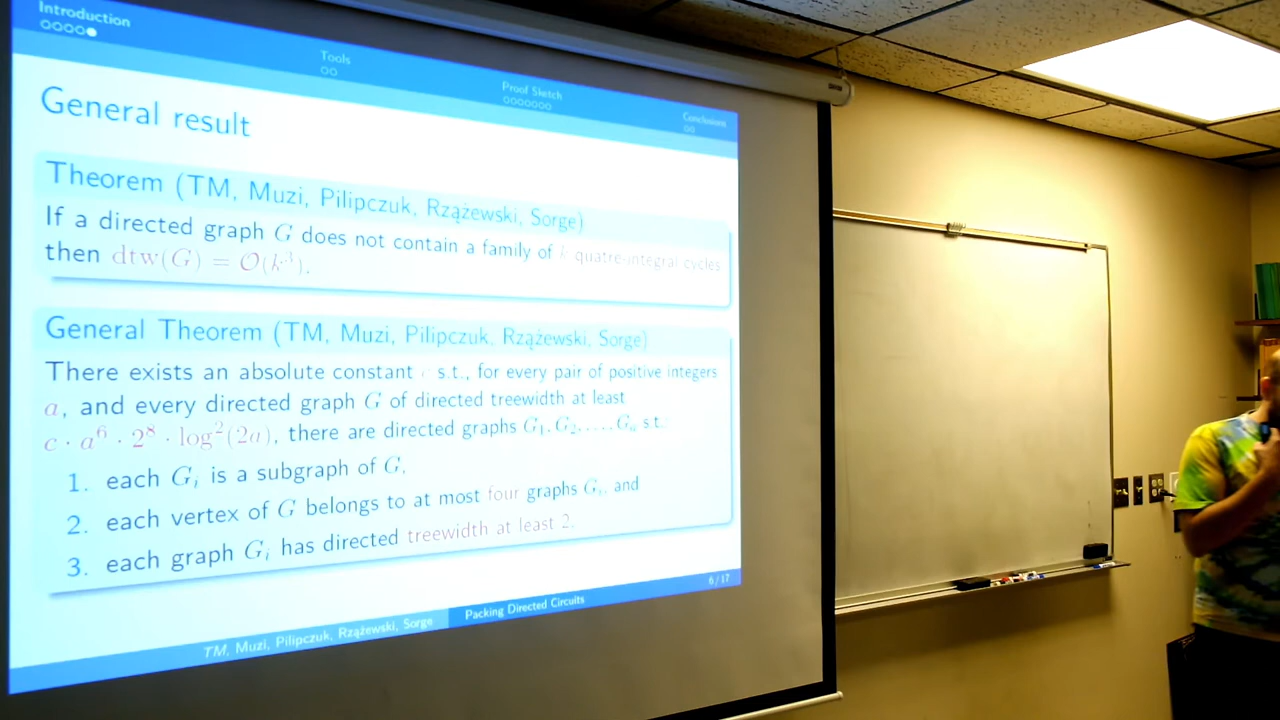 Introduction
Tools
Proof Sketch
Conclusions
General result
Theorem (TM, Muzi, Pilipczuk, Rzążewski, Sorge)
If a directed graph G does not contain a family of k quatre-integral cycles
then dtw(G) = O(k³).
General Theorem (TM, Muzi, Pilipczuk, Rzążewski, Sorge)
There exists an absolute constant c s.t., for every pair of positive integers
a, and every directed graph G of directed treewidth at least
c · a⁶ · 2⁸ · log²(2a), there are directed graphs G₁, G₂, ..., Gₐ s.t.:
1. each Gᵢ is a subgraph of G,
2. each vertex of G belongs to at most four graphs Gᵢ, and
3. each graph Gᵢ has directed treewidth at least 2.
6 / 17
TM, Muzi, Pilipczuk, Rzążewski, Sorge
Packing Directed Circuits